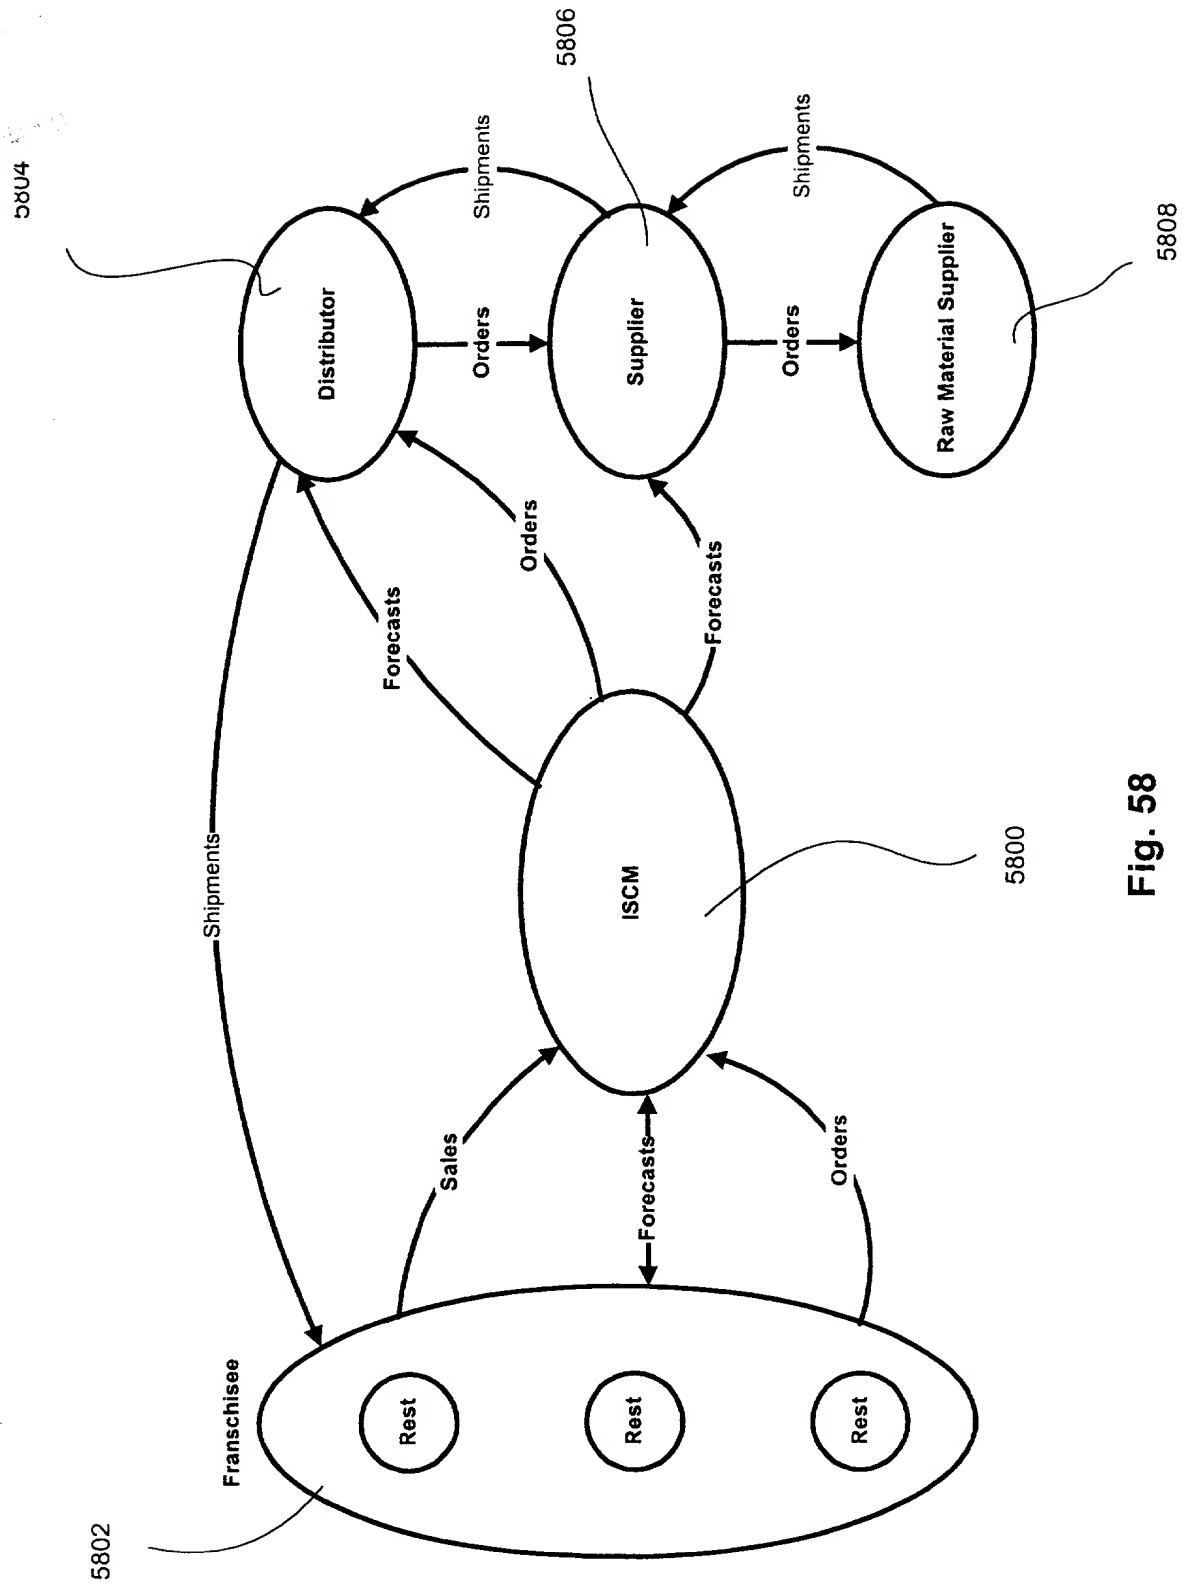 5802
Franschisee
Rest
Rest
Rest
Shipments
Sales
Forecasts
Orders
ISCM
5800
Forecasts
Orders
Forecasts
5804
Distributor
Shipments
Orders
5806
Supplier
Shipments
Orders
Raw Material Supplier
5808
Fig. 58